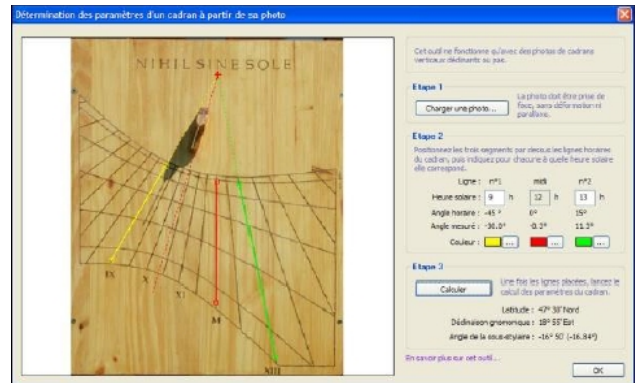 Détermination des paramètres d'un cadran à partir de sa photo
NIHIL SINE SOLE
IX
X
XI
M
XIII
Cet outil ne fonctionne qu'avec des photos de cadrans
verticaux déclinants ou pas.
Etape 1
Charger une photo...
La photo doit être prise de
face, sans déformation ni
parallaxe.
Etape 2
Positionnez les trois segments par dessus les lignes horaires
du cadran, puis indiquez pour chacune à quelle heure solaire
elle correspond.
Ligne : n°1 midi n°2
Heure solaire : 9 h 12 h 13 h
Angle horaire : -45 ° 0° 15°
Angle mesuré : -30.0° -0.3° 11.3°
Couleur : ... ... ...
Etape 3
Calculer
Une fois les lignes placées, lancez le
calcul des paramètres du cadran.
Latitude : 47° 38' Nord
Déclinaison gnomonique : 18° 55' Est
Angle de la sous-stylaire : -16° 50' (-16.84°)
En savoir plus sur cet outil...
OK